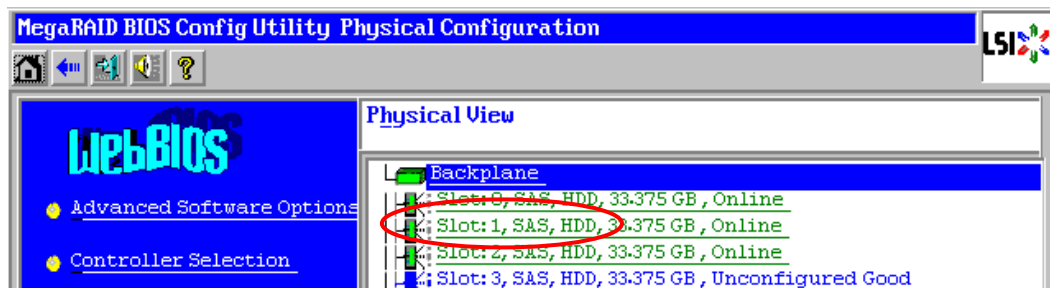 MegaRAID BIOS Config Utility Physical Configuration
LSI
?
WebBIOS
Advanced Software Options
Controller Selection
Physical View
Backplane
Slot: 0, SAS, HDD, 33.375 GB , Online
Slot: 1, SAS, HDD, 33.375 GB , Online
Slot: 2, SAS, HDD, 33.375 GB , Online
Slot: 3, SAS, HDD, 33.375 GB , Unconfigured Good